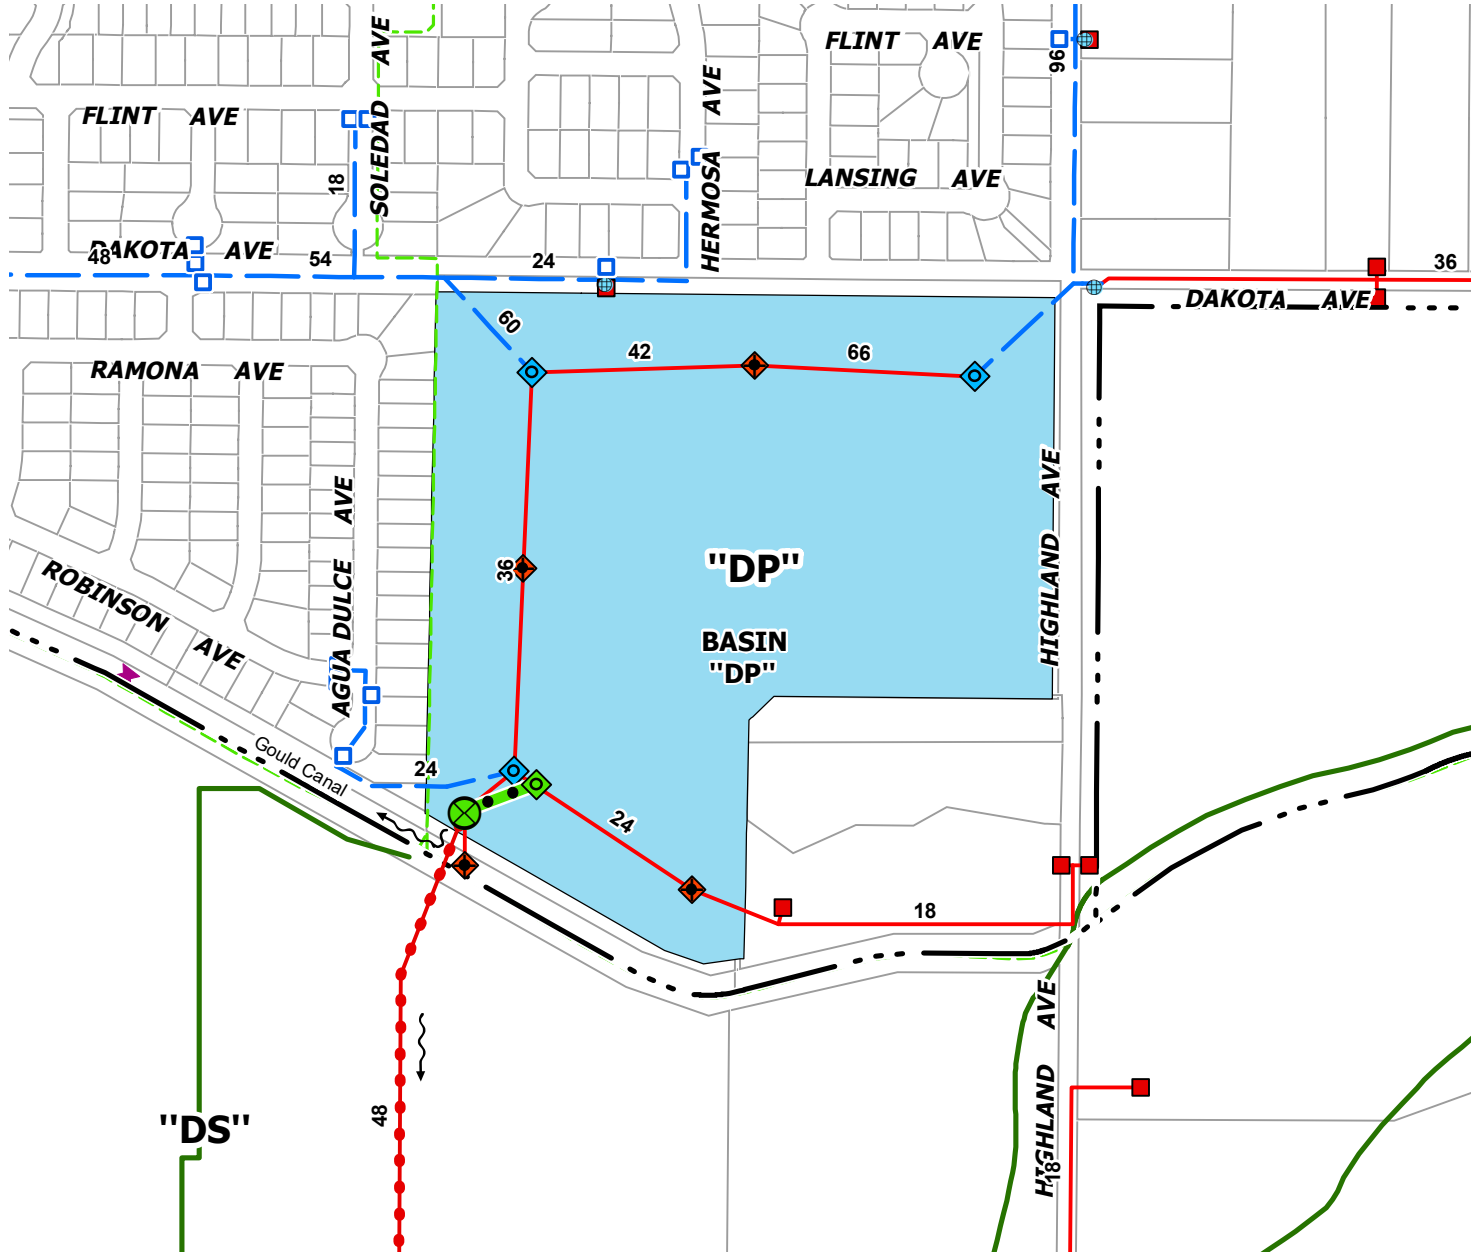 FLINT AVE
SOLEDAD AVE
FLINT AVE
HERMOSA AVE
96
18
LANSING AVE
DAKOTA AVE
48
54
24
36
DAKOTA AVE
60
42
66
RAMONA AVE
36
"DP"
BASIN
"DP"
HIGHLAND AVE
AGUA DULCE AVE
ROBINSON AVE
Gould Canal
24
24
18
HIGHLAND AVE
48
"DS"
18